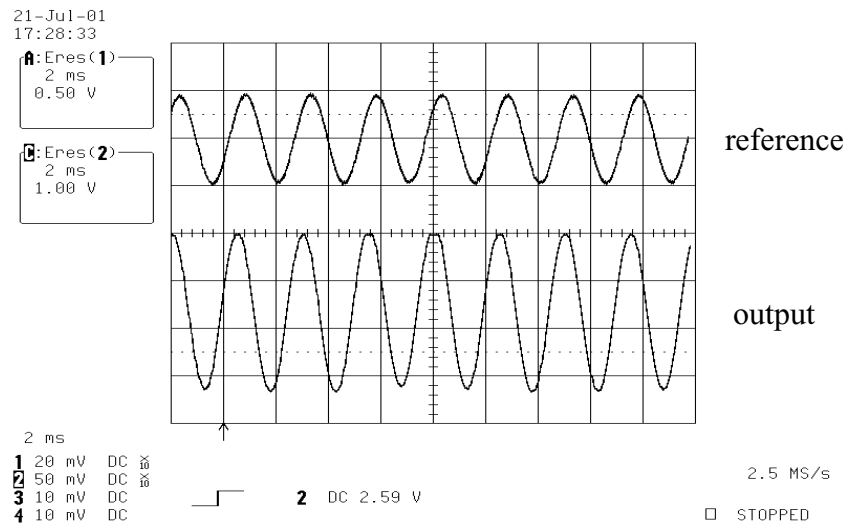 21-Jul-01
17:28:33
A:Eres(1)
2 ms
0.50 V
reference
:Eres(2)
2 ms
1.00 V
output
2 ms
1 20 mV DC X10
2 50 mV DC X10
3 10 mV DC
4 10 mV DC
2 DC 2.59 V
2.5 MS/s
STOPPED